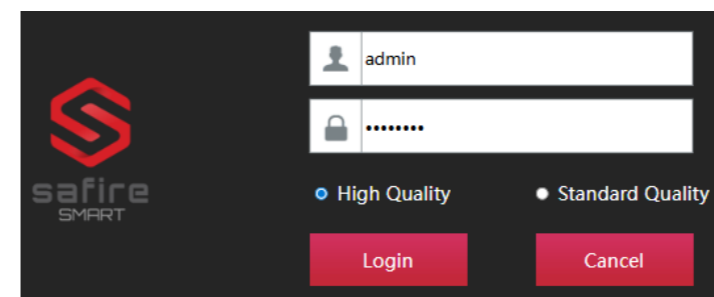 admin
••••••••
safire
SMART
High Quality
Standard Quality
Login
Cancel